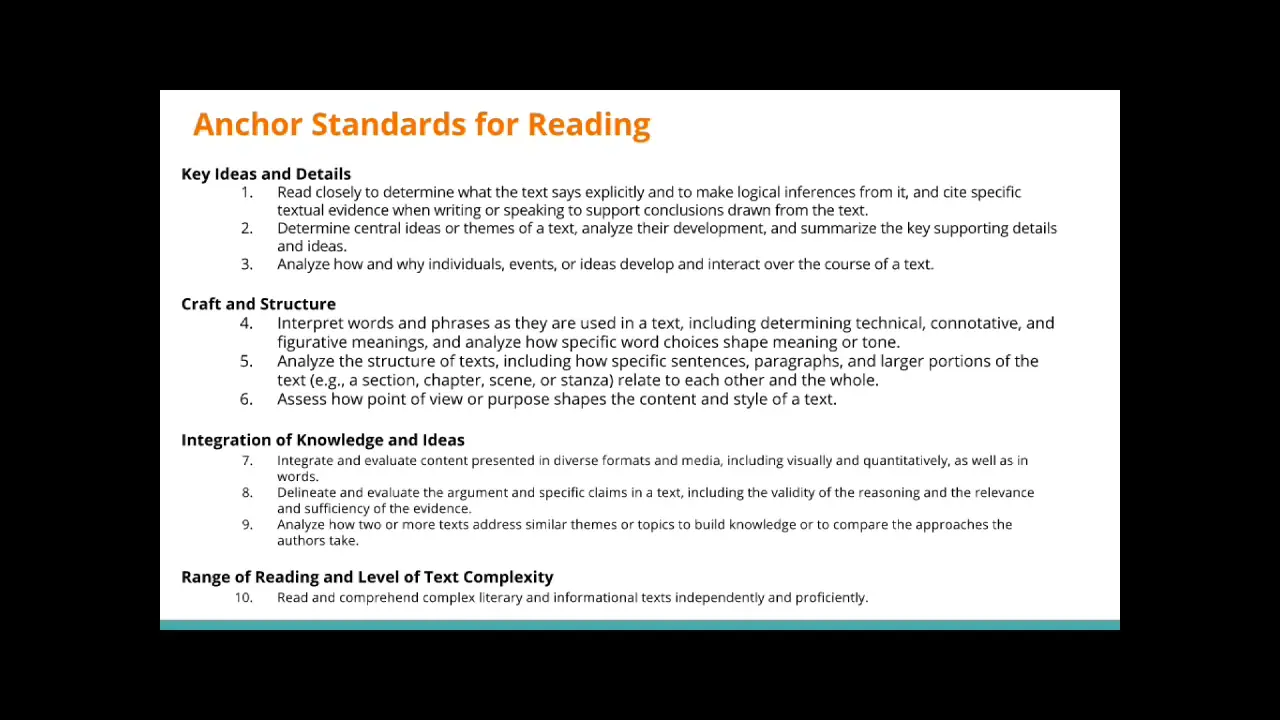 Anchor Standards for Reading
Key Ideas and Details
1. Read closely to determine what the text says explicitly and to make logical inferences from it, and cite specific
textual evidence when writing or speaking to support conclusions drawn from the text.
2. Determine central ideas or themes of a text, analyze their development, and summarize the key supporting details
and ideas.
3. Analyze how and why individuals, events, or ideas develop and interact over the course of a text.
Craft and Structure
4. Interpret words and phrases as they are used in a text, including determining technical, connotative, and
figurative meanings, and analyze how specific word choices shape meaning or tone.
5. Analyze the structure of texts, including how specific sentences, paragraphs, and larger portions of the
text (e.g., a section, chapter, scene, or stanza) relate to each other and the whole.
6. Assess how point of view or purpose shapes the content and style of a text.
Integration of Knowledge and Ideas
7. Integrate and evaluate content presented in diverse formats and media, including visually and quantitatively, as well as in
words.
8. Delineate and evaluate the argument and specific claims in a text, including the validity of the reasoning and the relevance
and sufficiency of the evidence.
9. Analyze how two or more texts address similar themes or topics to build knowledge or to compare the approaches the
authors take.
Range of Reading and Level of Text Complexity
10. Read and comprehend complex literary and informational texts independently and proficiently.